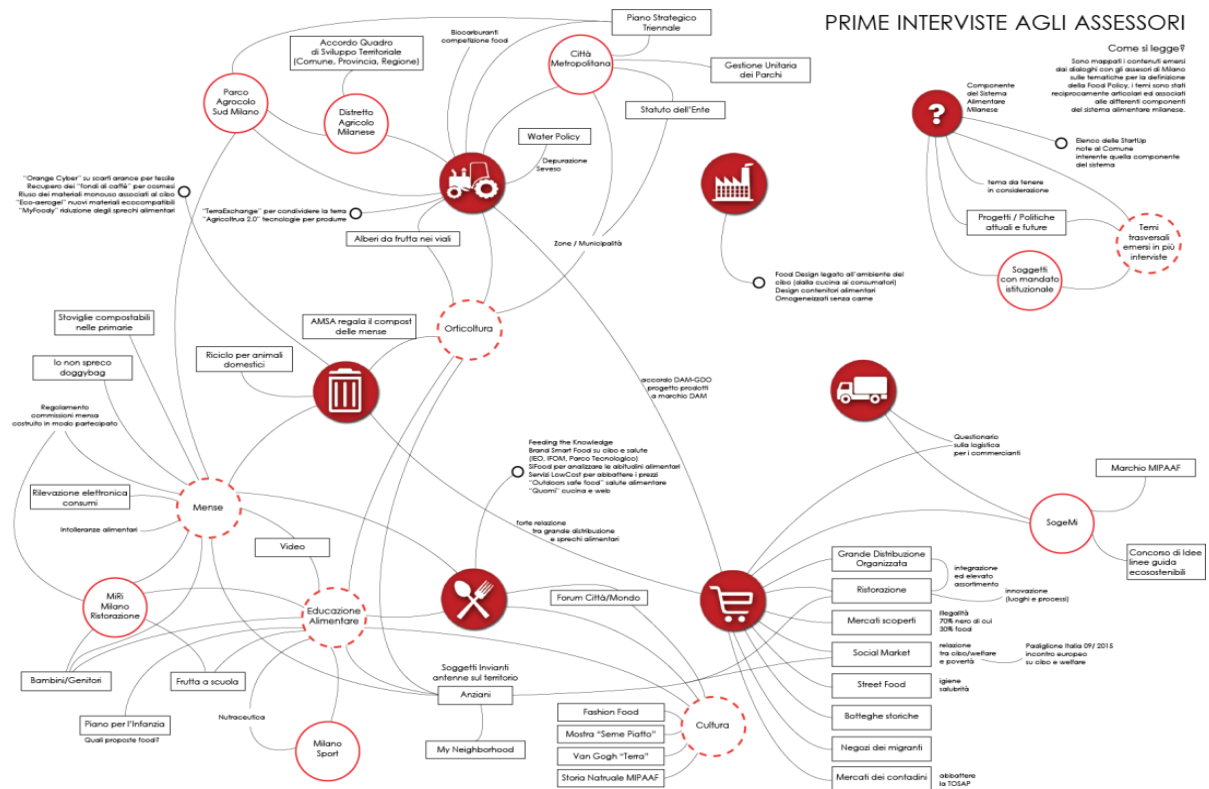 PRIME INTERVISTE AGLI ASSESSORI
Come si legge?
Sono mappati i contenuti emersi
dai dialoghi con gli assesori di Milano
sulle tematiche per la definizione
della Food Policy, i temi sono stati
reciprocamente articolari ed associati
alle differenti componenti
del sistema alimentare milanese.
Componente
del Sistema
Alimentare
Milanese
?
Elenco delle StartUp
note al Comune
interente quella componente
del sistema
tema da tenere
in considerazione
Progetti / Politiche
attuali e future
Temi
trasversali
emersi in più
interviste
Soggetti
con mandato
istituzionale
Piano Strategico
Triennale
Biocarburanti
competizione food
Accordo Quadro
di Sviluppo Territoriale
(Comune, Provincia, Regione)
Città
Metropolitana
Gestione Unitaria
dei Parchi
Parco
Agrocolo
Sud Milano
Distretto
Agricolo
Milanese
Statuto dell'Ente
Water Policy
Depurazione
Seveso
"Orange Cyber" su scarti arance per tessile
Recupero dei "fondi di caffè" per cosmesi
Riuso dei materiali monouso associati al cibo
"Eco-aerogel" nuovi materiali ecocompatibili
"MyFoody" riduzione degli sprechi alimentari
"TerraExchange" per condividere la terra
"Agricoltrua 2.0" tecnologie per produrre
Alberi da frutta nei viali
Zone / Municipalità
Food Design legato all'ambiente del
cibo (dalla cucina ai consumatori)
Design contenitori alimentari
Omogeneizzati senza carne
Stoviglie compostabili
nelle primarie
AMSA regala il compost
delle mense
Orticoltura
Io non spreco
doggybag
Riciclo per animali
domestici
accordo DAM-GDO
progetto prodotti
a marchio DAM
Regolamento
commissioni mensa
costruito in modo partecipato
Questionario
sulla logistica
per i commercianti
Feeding the Knowledge
Brand Smart Food su cibo e salute
(IEO, IFOM, Parco Tecnologico)
SiFood per analizzare le abitudini alimentari
Servizi LowCost per abbattere i prezzi
"Outdoors safe food" salute alimentare
"Quomi" cucina e web
Marchio MIPAAF
Rilevazione elettronica
consumi
Mense
Intolleranze alimentari
forte relazione
tra grande distribuzione
e sprechi alimentari
SogeMi
Video
Grande Distribuzione
Organizzata
Concorso di Idee
linee guida
ecosostenibili
integrazione
ed elevato
assortimento
Ristorazione
innovazione
(luoghi e processi)
MiRi
Milano
Ristorazione
Educazione
Alimentare
Forum Città/Mondo
Mercati scoperti
illegalità
70% nero di cui
30% food
Social Market
relazione
tra cibo/welfare
e povertà
Padiglione Italia 09/ 2015
incontro europeo
su cibo e welfare
Bambini/Genitori
Frutta a scuola
Soggetti Invianti
antenne sul territorio
Anziani
Street Food
igiene
salubrità
Piano per l'Infanzia
Quali proposte food?
Nutraceutica
Fashion Food
Botteghe storiche
Mostra "Seme Piatto"
Cultura
Milano
Sport
My Neighborhood
Van Gogh "Terra"
Negozi dei migranti
Storia Natruale MIPAAF
Mercati dei contadini
abbattere
la TOSAP